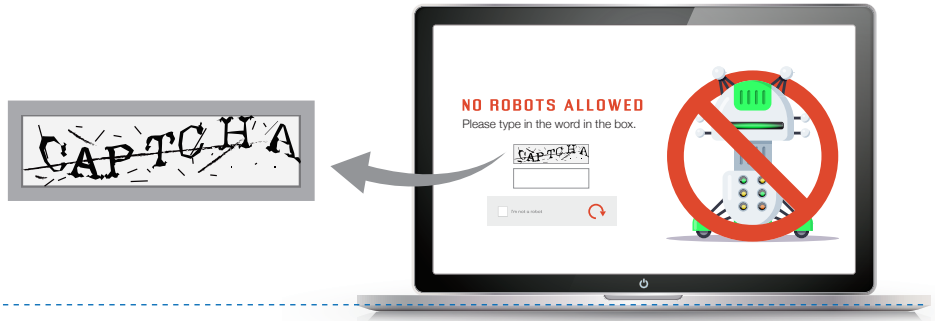 CAPTCHA
NO ROBOTS ALLOWED
Please type in the word in the box.
CAPTCHA
I'm not a robot